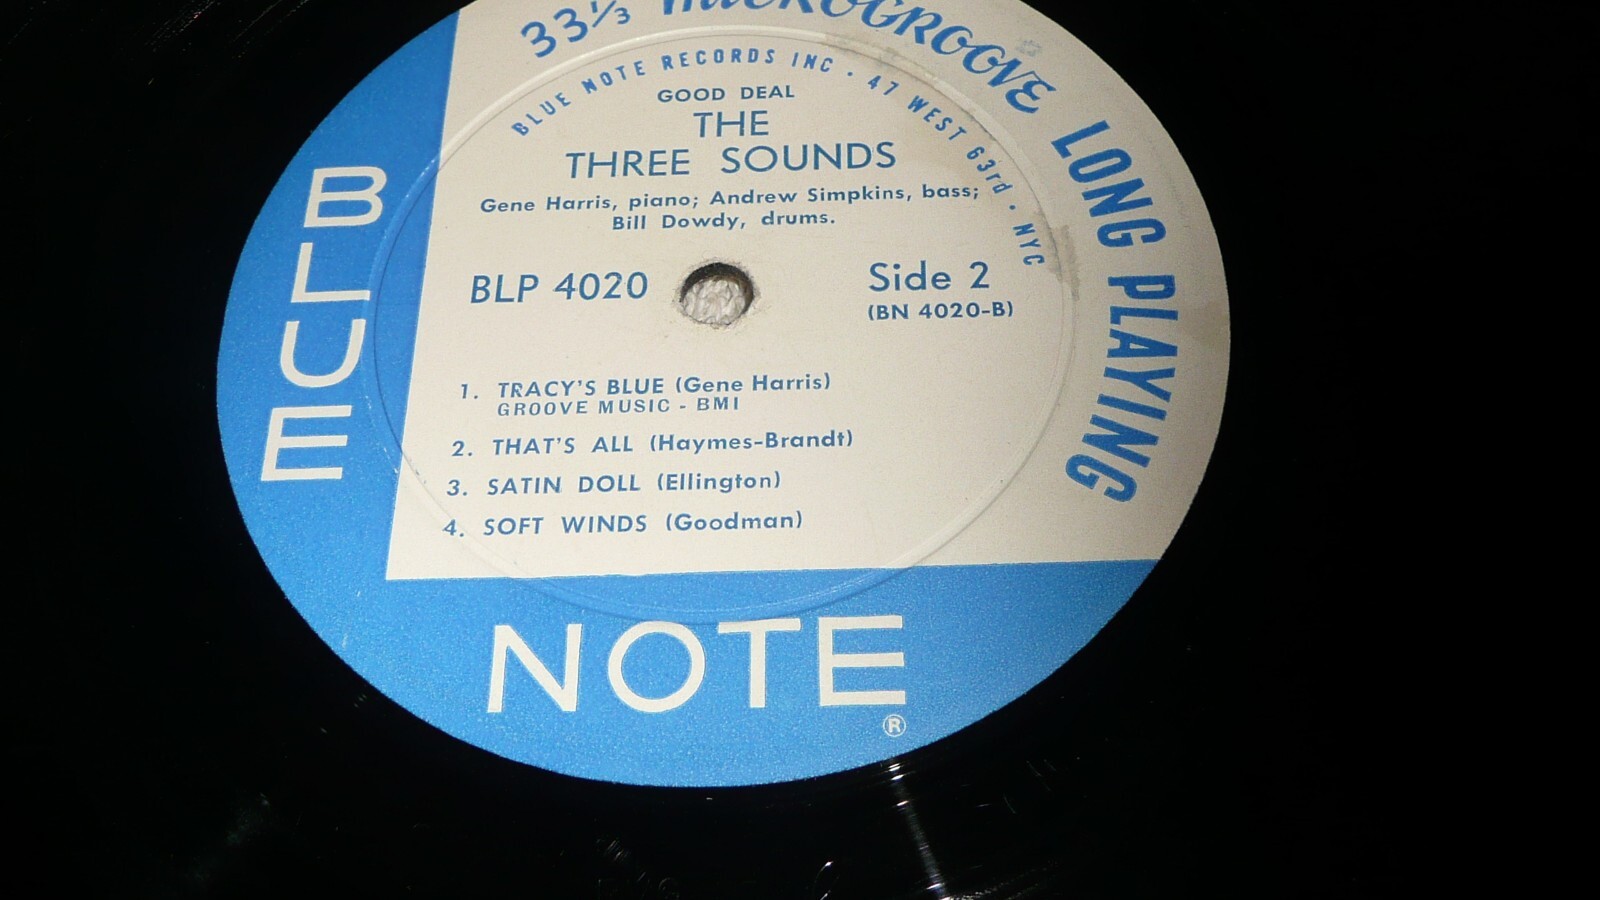 33⅓ MICROGROOVE LONG PLAYING
BLUE NOTE RECORDS INC · 47 WEST 63rd · NYC
GOOD DEAL
THE
THREE SOUNDS
Gene Harris, piano; Andrew Simpkins, bass;
Bill Dowdy, drums.
BLP 4020
Side 2
(BN 4020-B)
1. TRACY'S BLUE (Gene Harris)
GROOVE MUSIC - BMI
2. THAT'S ALL (Haymes-Brandt)
3. SATIN DOLL (Ellington)
4. SOFT WINDS (Goodman)
BLUE
NOTE
®